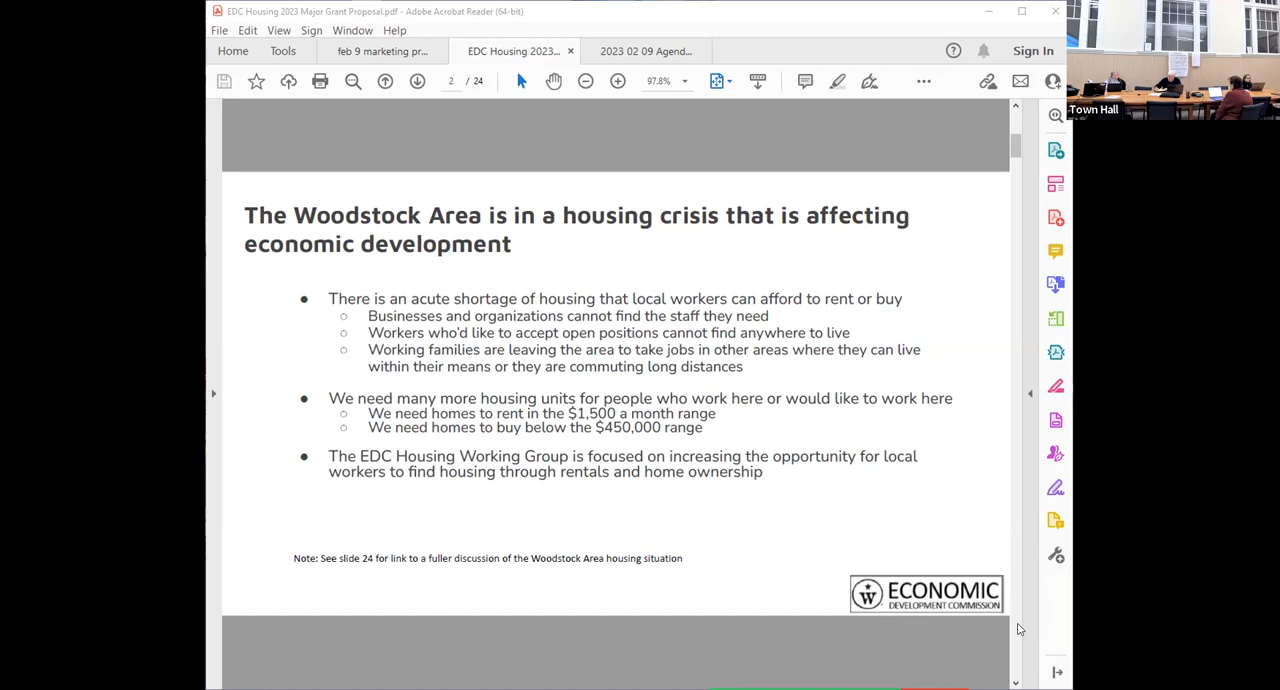 EDC Housing 2023 Major Grant Proposal.pdf - Adobe Acrobat Reader (64-bit)
File Edit View Sign Window Help
Home Tools feb 9 marketing pr... EDC Housing 2023... × 2023 02 09 Agend... Sign In
2 / 24 97.8%
Town Hall
The Woodstock Area is in a housing crisis that is affecting
economic development
● There is an acute shortage of housing that local workers can afford to rent or buy
○ Businesses and organizations cannot find the staff they need
○ Workers who'd like to accept open positions cannot find anywhere to live
○ Working families are leaving the area to take jobs in other areas where they can live
within their means or they are commuting long distances
● We need many more housing units for people who work here or would like to work here
○ We need homes to rent in the $1,500 a month range
○ We need homes to buy below the $450,000 range
● The EDC Housing Working Group is focused on increasing the opportunity for local
workers to find housing through rentals and home ownership
Note: See slide 24 for link to a fuller discussion of the Woodstock Area housing situation
W ECONOMIC
DEVELOPMENT COMMISSION